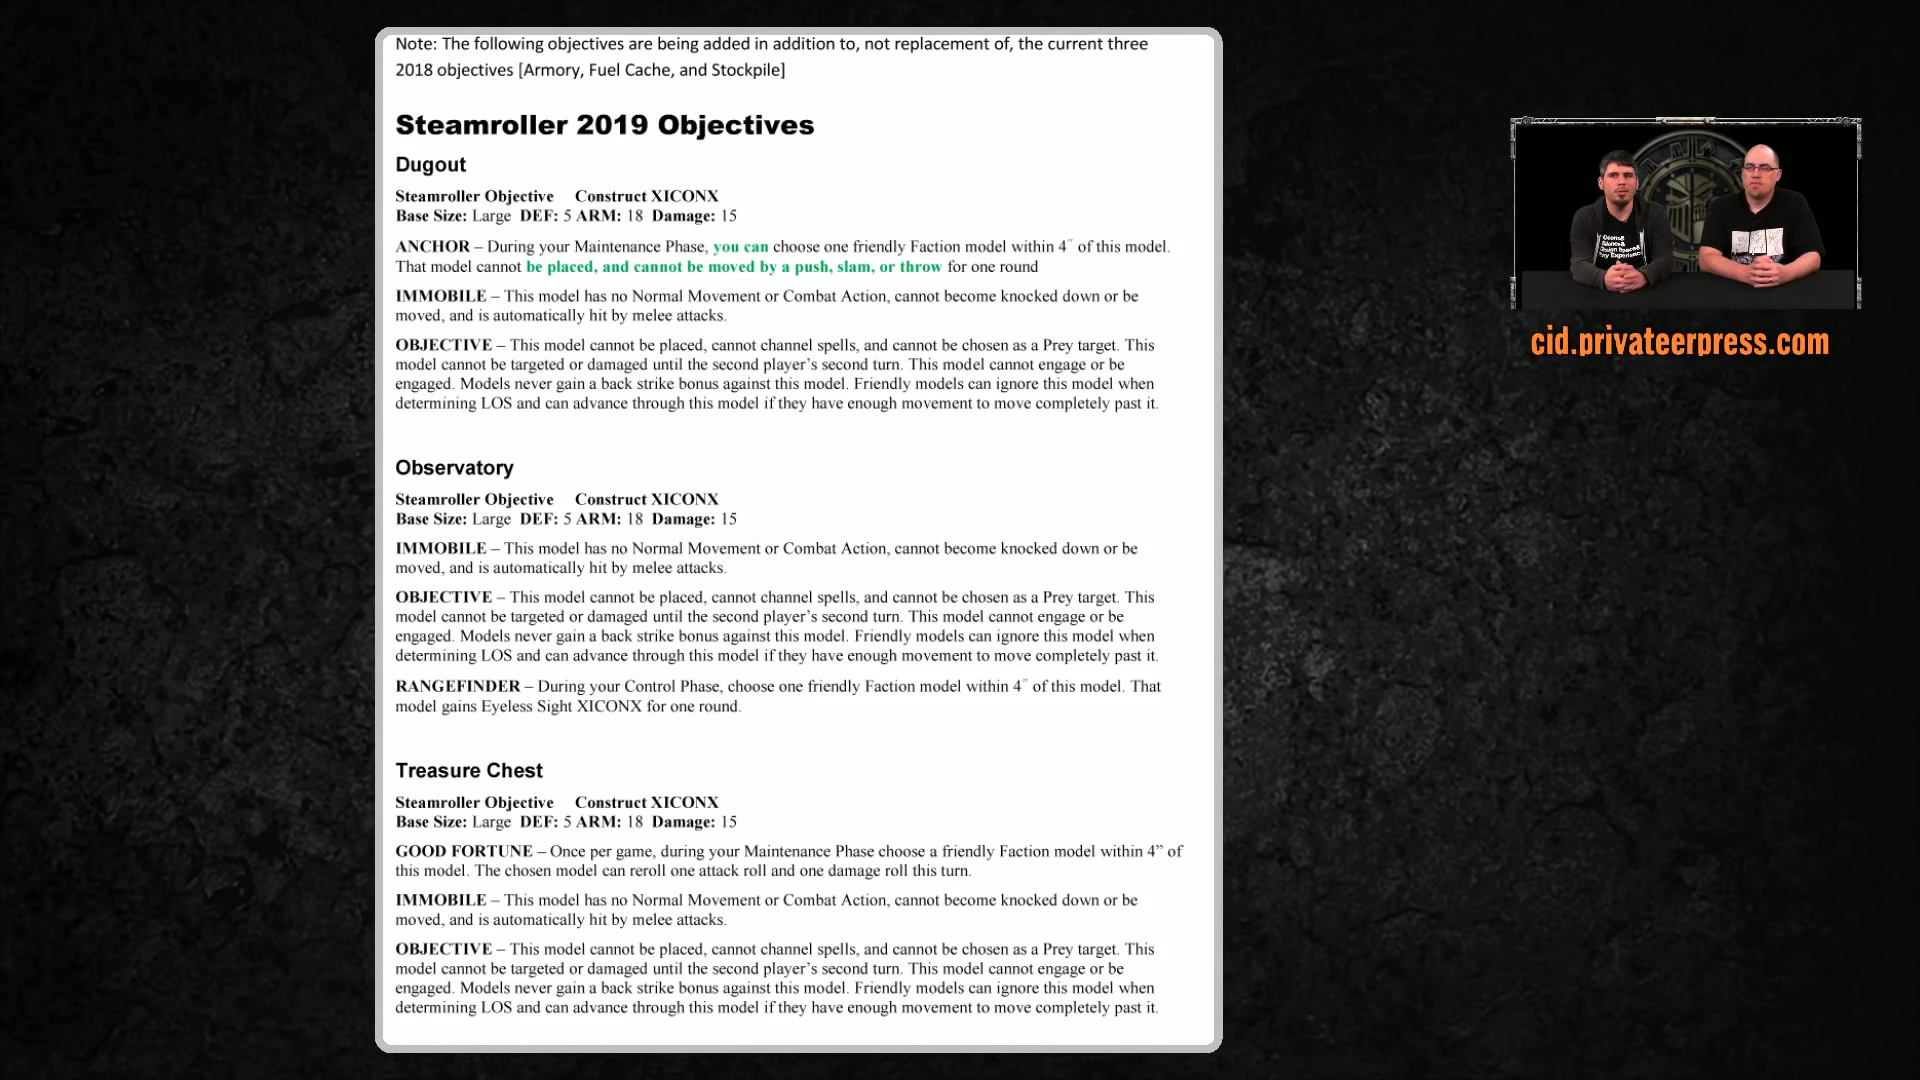 Note: The following objectives are being added in addition to, not replacement of, the current three
2018 objectives [Armory, Fuel Cache, and Stockpile]
Steamroller 2019 Objectives
Dugout
Steamroller Objective Construct XICONX
Base Size: Large DEF: 5 ARM: 18 Damage: 15
ANCHOR – During your Maintenance Phase, you can choose one friendly Faction model within 4″ of this model.
That model cannot be placed, and cannot be moved by a push, slam, or throw for one round
IMMOBILE – This model has no Normal Movement or Combat Action, cannot become knocked down or be
moved, and is automatically hit by melee attacks.
OBJECTIVE – This model cannot be placed, cannot channel spells, and cannot be chosen as a Prey target. This
model cannot be targeted or damaged until the second player’s second turn. This model cannot engage or be
engaged. Models never gain a back strike bonus against this model. Friendly models can ignore this model when
determining LOS and can advance through this model if they have enough movement to move completely past it.
Observatory
Steamroller Objective Construct XICONX
Base Size: Large DEF: 5 ARM: 18 Damage: 15
IMMOBILE – This model has no Normal Movement or Combat Action, cannot become knocked down or be
moved, and is automatically hit by melee attacks.
OBJECTIVE – This model cannot be placed, cannot channel spells, and cannot be chosen as a Prey target. This
model cannot be targeted or damaged until the second player’s second turn. This model cannot engage or be
engaged. Models never gain a back strike bonus against this model. Friendly models can ignore this model when
determining LOS and can advance through this model if they have enough movement to move completely past it.
RANGEFINDER – During your Control Phase, choose one friendly Faction model within 4″ of this model. That
model gains Eyeless Sight XICONX for one round.
Treasure Chest
Steamroller Objective Construct XICONX
Base Size: Large DEF: 5 ARM: 18 Damage: 15
GOOD FORTUNE – Once per game, during your Maintenance Phase choose a friendly Faction model within 4” of
this model. The chosen model can reroll one attack roll and one damage roll this turn.
IMMOBILE – This model has no Normal Movement or Combat Action, cannot become knocked down or be
moved, and is automatically hit by melee attacks.
OBJECTIVE – This model cannot be placed, cannot channel spells, and cannot be chosen as a Prey target. This
model cannot be targeted or damaged until the second player’s second turn. This model cannot engage or be
engaged. Models never gain a back strike bonus against this model. Friendly models can ignore this model when
determining LOS and can advance through this model if they have enough movement to move completely past it.
cid.privateerpress.com